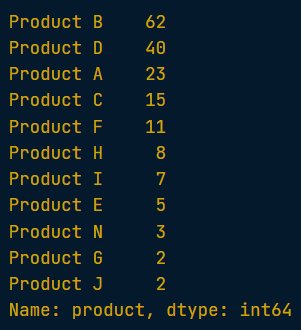 Product B    62
Product D    40
Product A    23
Product C    15
Product F    11
Product H     8
Product I     7
Product E     5
Product N     3
Product G     2
Product J     2
Name: product, dtype: int64